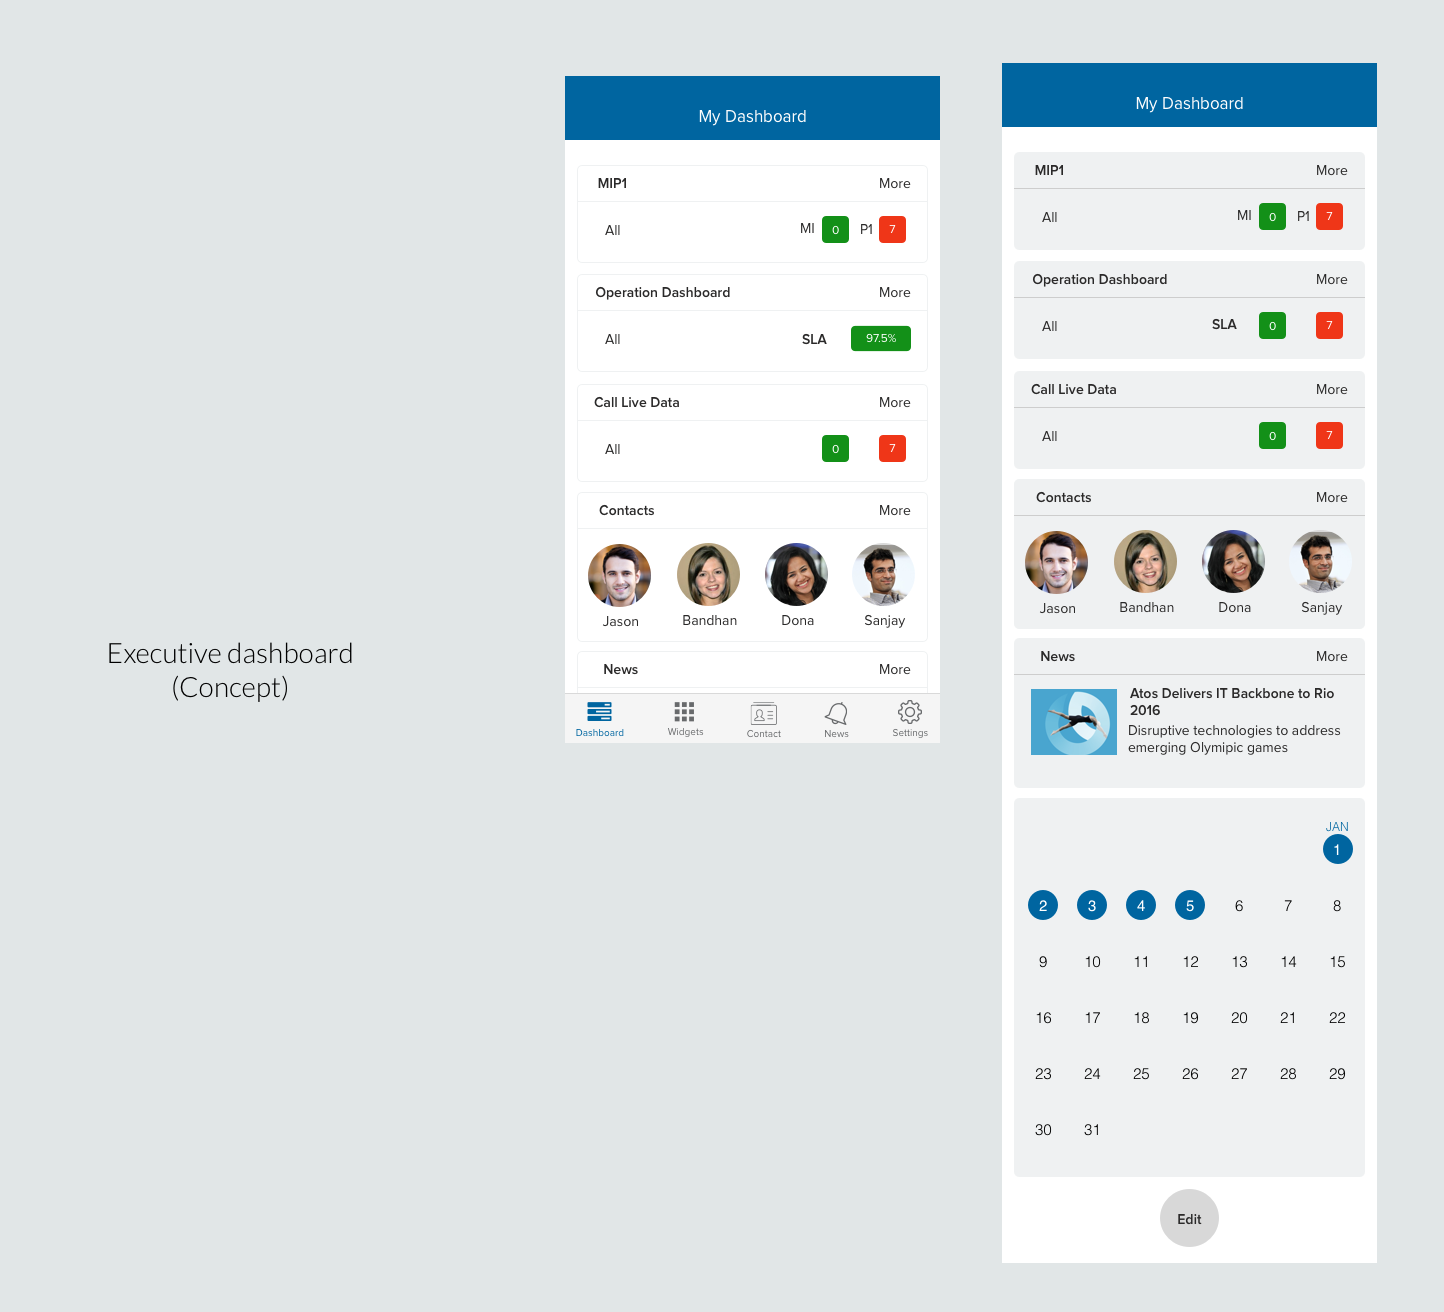 Executive dashboard
(Concept)
My Dashboard
MIP1 More
All MI 0 P1 7
Operation Dashboard More
All SLA 97.5%
Call Live Data More
All 0 7
Contacts More
Jason Bandhan Dona Sanjay
News More
Dashboard Widgets Contact News Settings
My Dashboard
MIP1 More
All MI 0 P1 7
Operation Dashboard More
All SLA 0 7
Call Live Data More
All 0 7
Contacts More
Jason Bandhan Dona Sanjay
News More
Atos Delivers IT Backbone to Rio
2016
Disruptive technologies to address
emerging Olymipic games
JAN
1
2 3 4 5 6 7 8
9 10 11 12 13 14 15
16 17 18 19 20 21 22
23 24 25 26 27 28 29
30 31
Edit